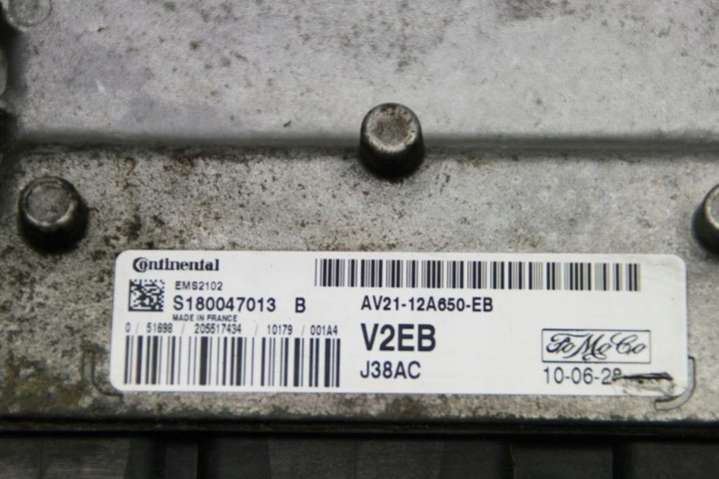 Continental
EMS2102
S180047013 B
MADE IN FRANCE
0 / 51698 / 205517434 / 10179 / 001A4
AV21-12A650-EB
V2EB
J38AC
FoMoCo
10-06-28